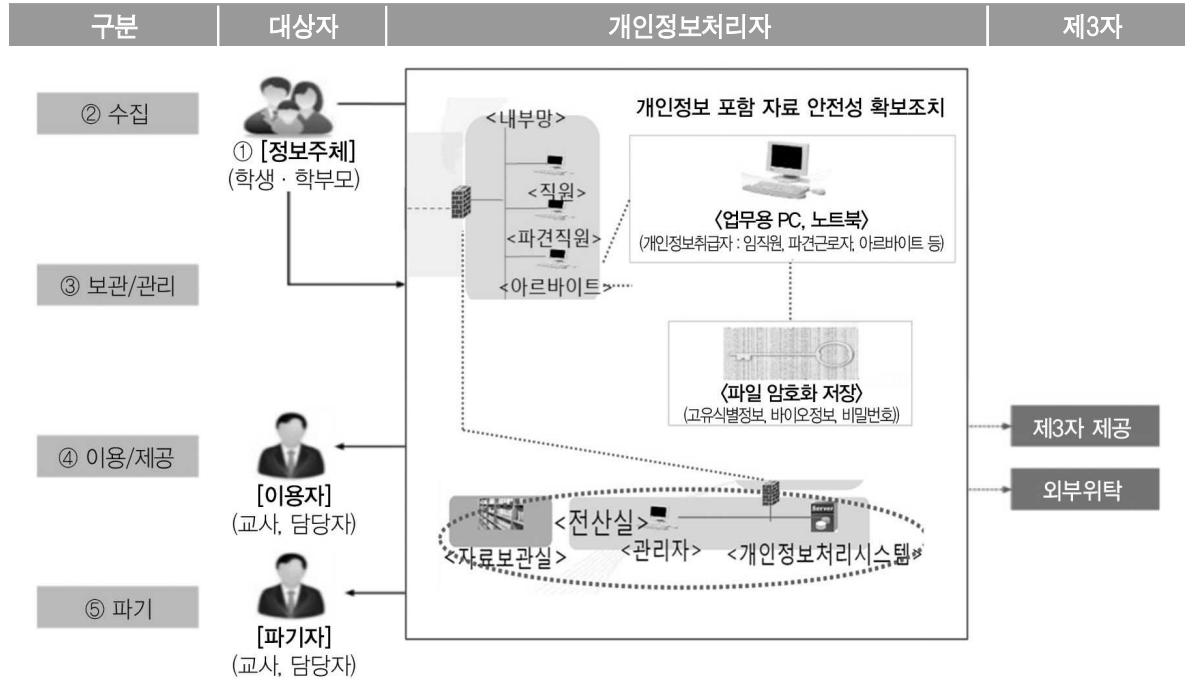 구분
대상자
개인정보처리자
제3자
② 수집
① [정보주체]
(학생 · 학부모)
③ 보관/관리
④ 이용/제공
[이용자]
(교사, 담당자)
⑤ 파기
[파기자]
(교사, 담당자)
<내부망>
<직원>
<파견직원>
<아르바이트>
개인정보 포함 자료 안전성 확보조치
〈업무용 PC, 노트북〉
(개인정보취급자 : 임직원, 파견근로자, 아르바이트 등)
〈파일 암호화 저장〉
(고유식별정보, 바이오정보, 비밀번호))
<자료보관실>
<전산실>
<관리자>
Server
<개인정보처리시스템>
제3자 제공
외부위탁